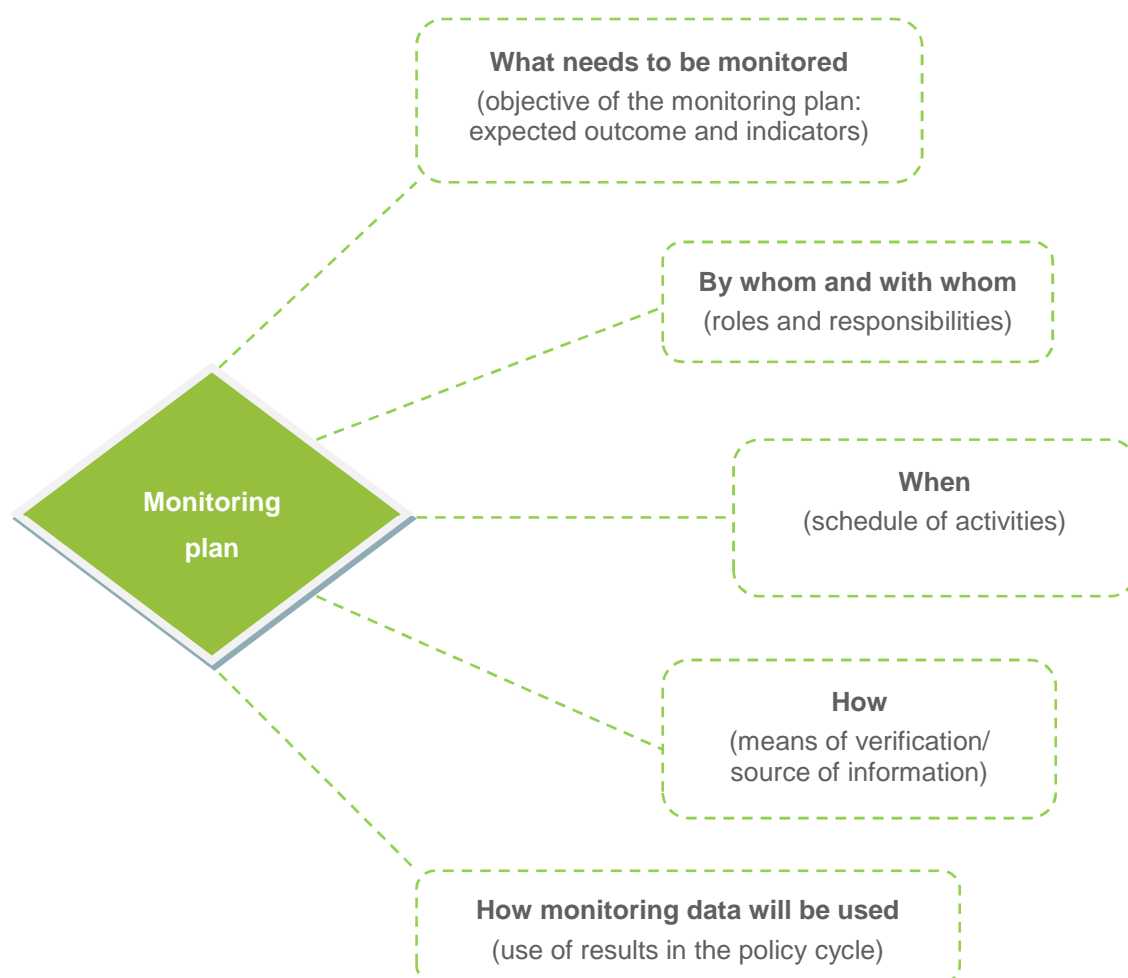 What needs to be monitored
(objective of the monitoring plan:
expected outcome and indicators)
By whom and with whom
(roles and responsibilities)
When
(schedule of activities)
Monitoring
plan
How
(means of verification/
source of information)
How monitoring data will be used
(use of results in the policy cycle)